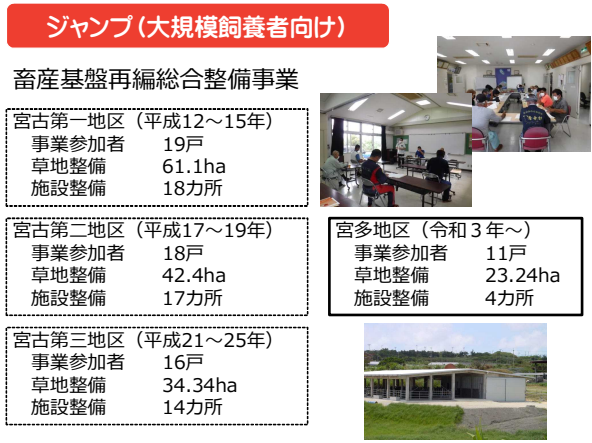 ジャンプ(大規模飼養者向け)
畜産基盤再編総合整備事業
宮古第一地区(平成12~15年)
事業参加者 19戸
草地整備 61.1ha
施設整備 18カ所
宮古第二地区(平成17~19年)
事業参加者 18戸
草地整備 42.4ha
施設整備 17カ所
宮古第三地区(平成21~25年)
事業参加者 16戸
草地整備 34.34ha
施設整備 14カ所
宮多地区(令和3年~)
事業参加者 11戸
草地整備 23.24ha
施設整備 4カ所